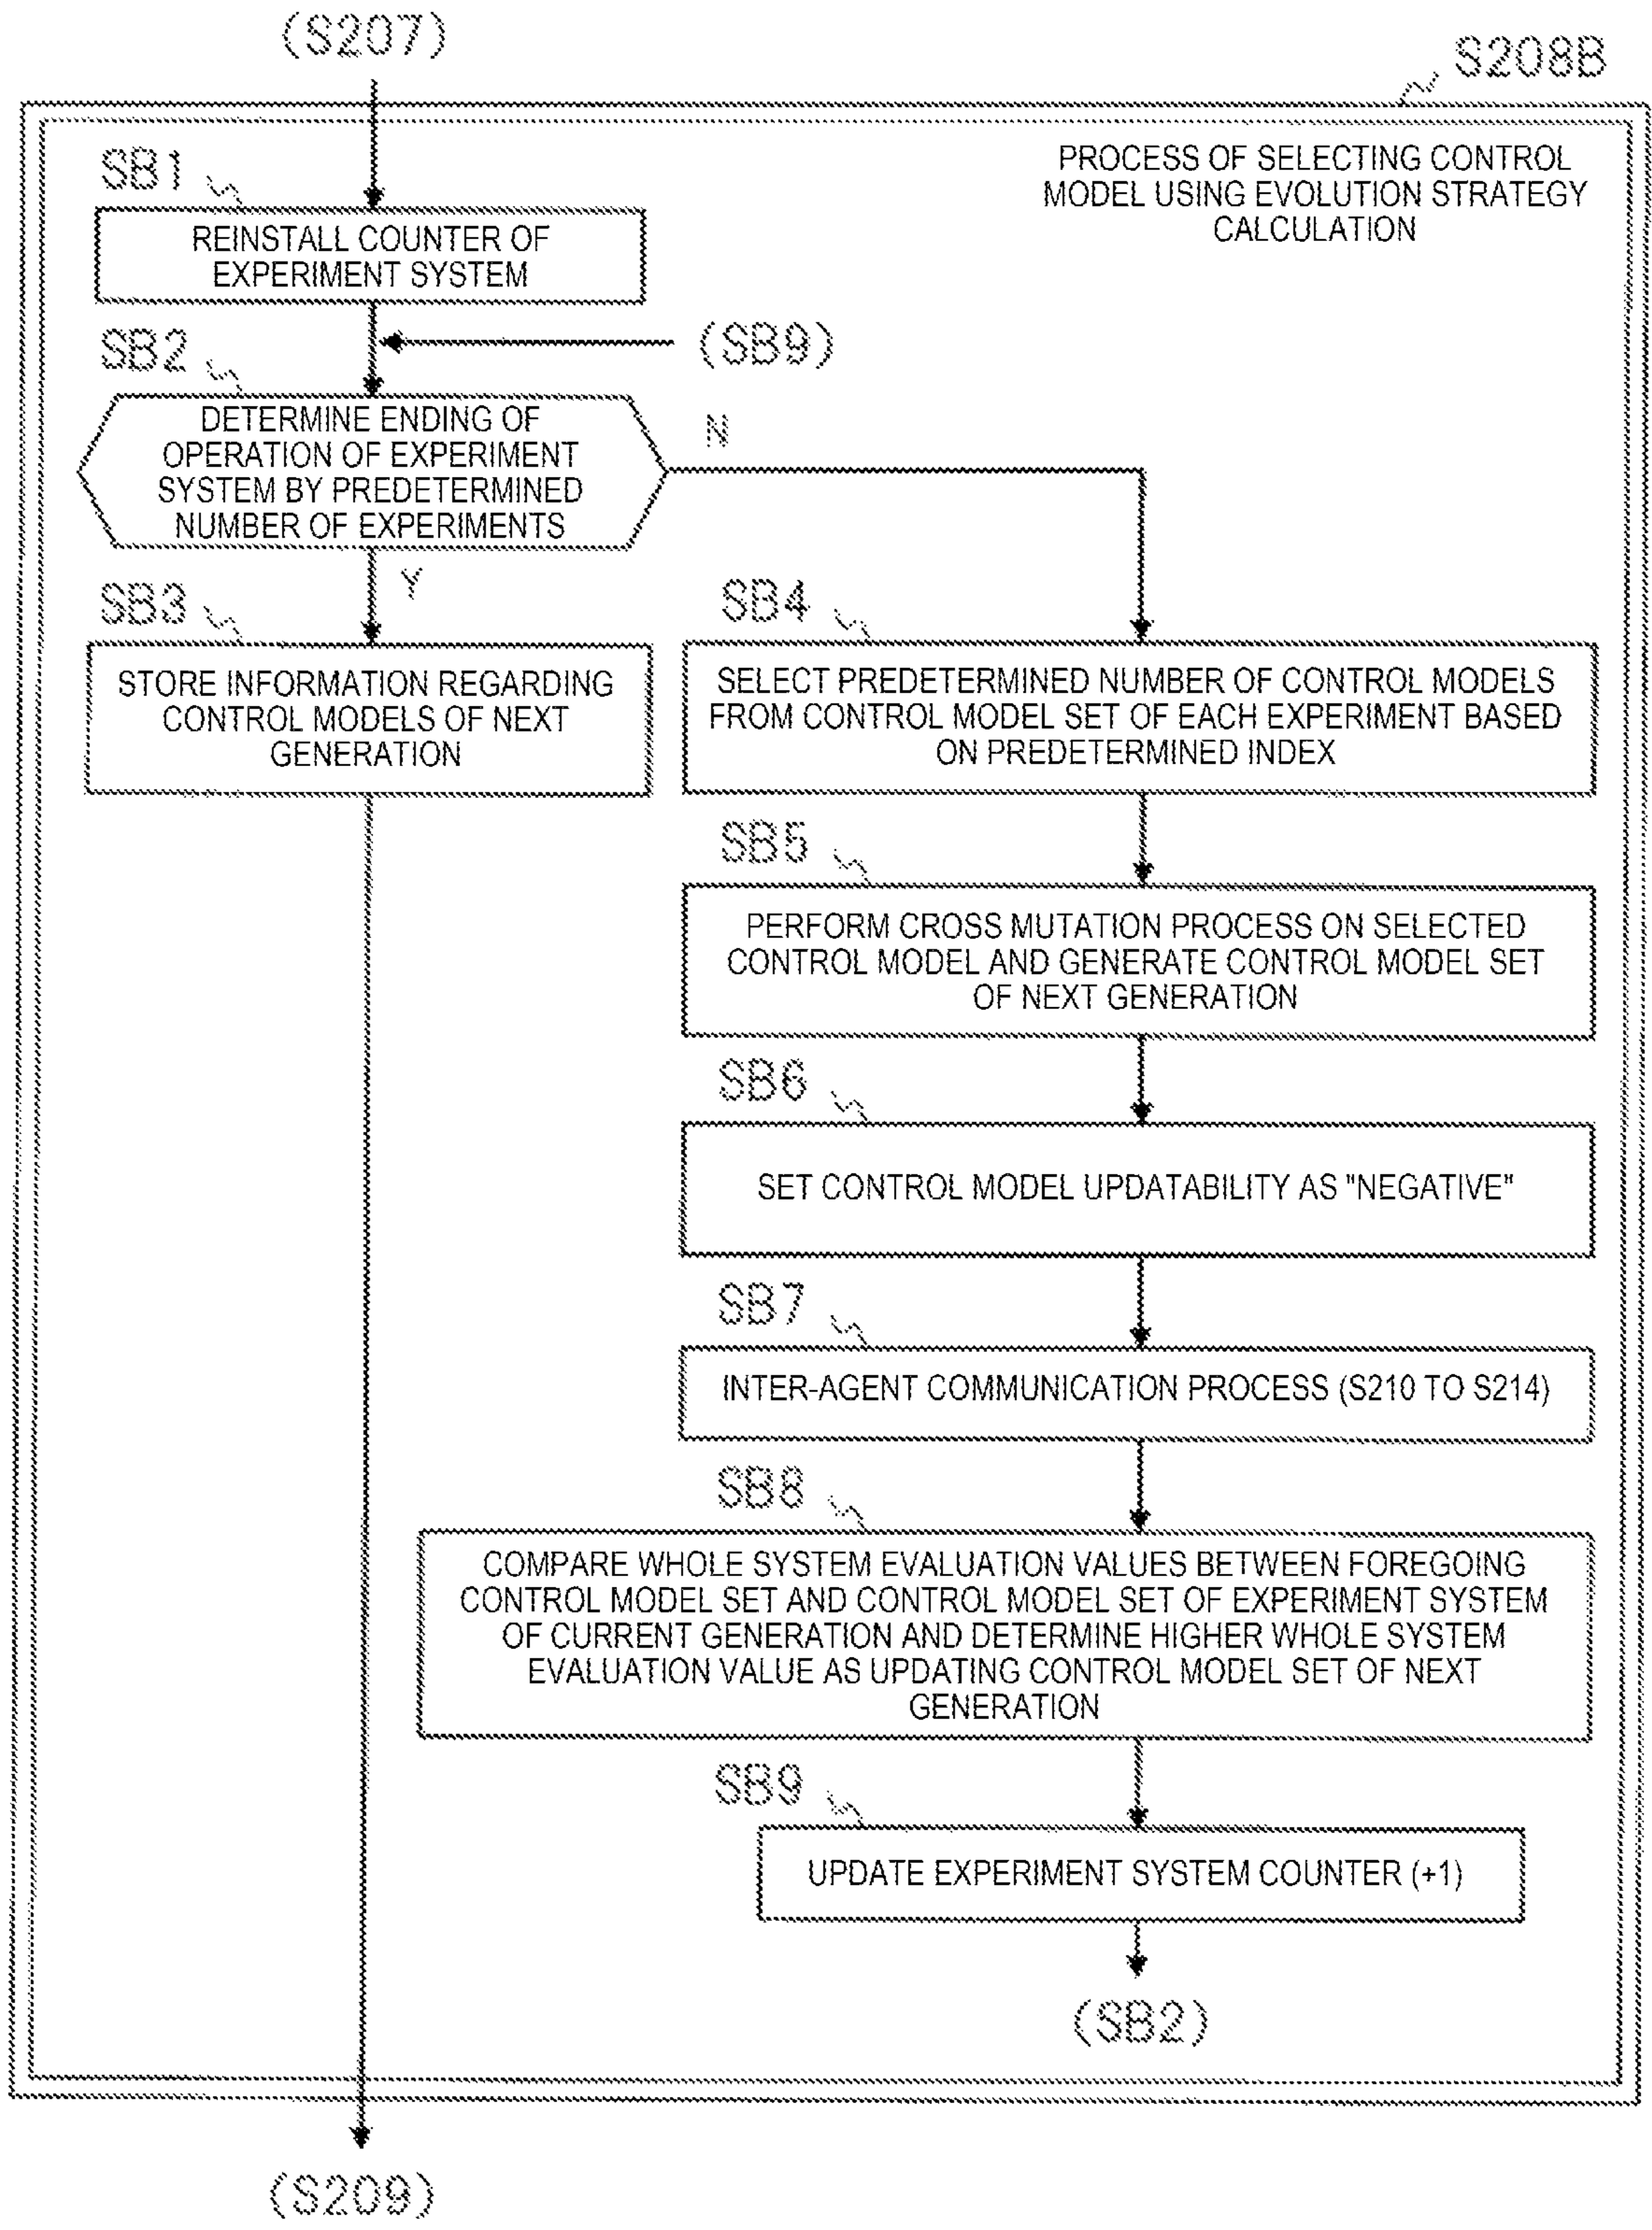 (S207)
S208B
PROCESS OF SELECTING CONTROL
MODEL USING EVOLUTION STRATEGY
CALCULATION
SB1
REINSTALL COUNTER OF
EXPERIMENT SYSTEM
(SB9)
SB2
DETERMINE ENDING OF
OPERATION OF EXPERIMENT
SYSTEM BY PREDETERMINED
NUMBER OF EXPERIMENTS
N
Y
SB3
STORE INFORMATION REGARDING
CONTROL MODELS OF NEXT
GENERATION
SB4
SELECT PREDETERMINED NUMBER OF CONTROL MODELS
FROM CONTROL MODEL SET OF EACH EXPERIMENT BASED
ON PREDETERMINED INDEX
SB5
PERFORM CROSS MUTATION PROCESS ON SELECTED
CONTROL MODEL AND GENERATE CONTROL MODEL SET
OF NEXT GENERATION
SB6
SET CONTROL MODEL UPDATABILITY AS "NEGATIVE"
SB7
INTER-AGENT COMMUNICATION PROCESS (S210 TO S214)
SB8
COMPARE WHOLE SYSTEM EVALUATION VALUES BETWEEN FOREGOING
CONTROL MODEL SET AND CONTROL MODEL SET OF EXPERIMENT SYSTEM
OF CURRENT GENERATION AND DETERMINE HIGHER WHOLE SYSTEM
EVALUATION VALUE AS UPDATING CONTROL MODEL SET OF NEXT
GENERATION
SB9
UPDATE EXPERIMENT SYSTEM COUNTER (+1)
(SB2)
(S209)